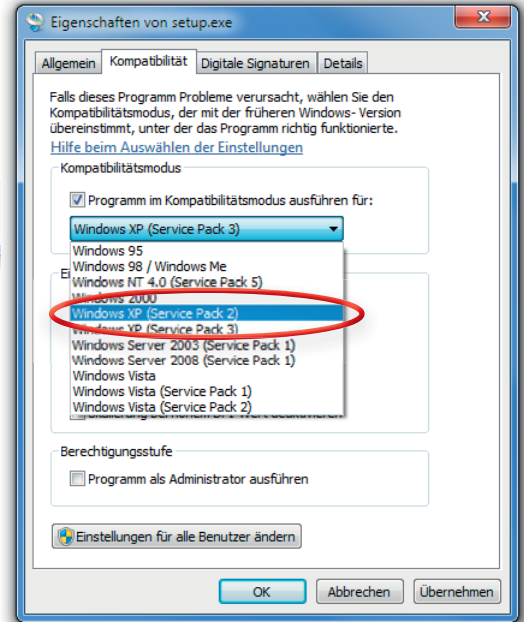 Eigenschaften von setup.exe
Allgemein Kompatibilität Digitale Signaturen Details
Falls dieses Programm Probleme verursacht, wählen Sie den
Kompatibilitätsmodus, der mit der früheren Windows- Version
übereinstimmt, unter der das Programm richtig funktionierte.
Hilfe beim Auswählen der Einstellungen
Kompatibilitätsmodus
Programm im Kompatibilitätsmodus ausführen für:
Windows XP (Service Pack 3)
Windows 95
Windows 98 / Windows Me
Windows NT 4.0 (Service Pack 5)
Windows 2000
Windows XP (Service Pack 2)
Windows XP (Service Pack 3)
Windows Server 2003 (Service Pack 1)
Windows Server 2008 (Service Pack 1)
Windows Vista
Windows Vista (Service Pack 1)
Windows Vista (Service Pack 2)
Berechtigungsstufe
Programm als Administrator ausführen
Einstellungen für alle Benutzer ändern
OK Abbrechen Übernehmen